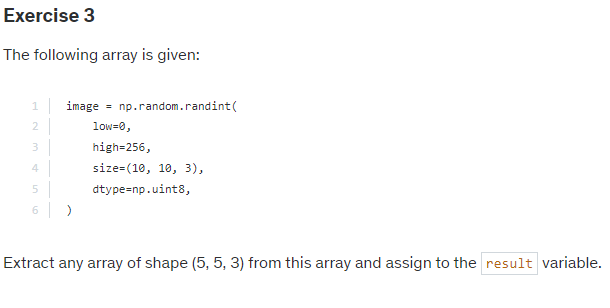 Exercise 3
The following array is given:
1 image = np.random.randint(
2     low=0,
3     high=256,
4     size=(10, 10, 3),
5     dtype=np.uint8,
6 )
Extract any array of shape (5, 5, 3) from this array and assign to the result variable.